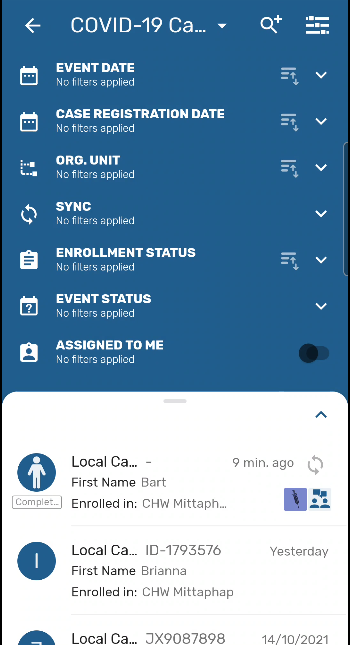 COVID-19 Ca...
EVENT DATE
No filters applied
CASE REGISTRATION DATE
No filters applied
ORG. UNIT
No filters applied
SYNC
No filters applied
ENROLLMENT STATUS
No filters applied
EVENT STATUS
No filters applied
ASSIGNED TO ME
No filters applied
Local Ca... - 9 min. ago
First Name Bart
Complet...
Enrolled in: CHW Mittaph...
I
Local Ca... ID-1793576 Yesterday
First Name Brianna
Enrolled in: CHW Mittaphap
Local Ca... JX9087898 14/10/2021